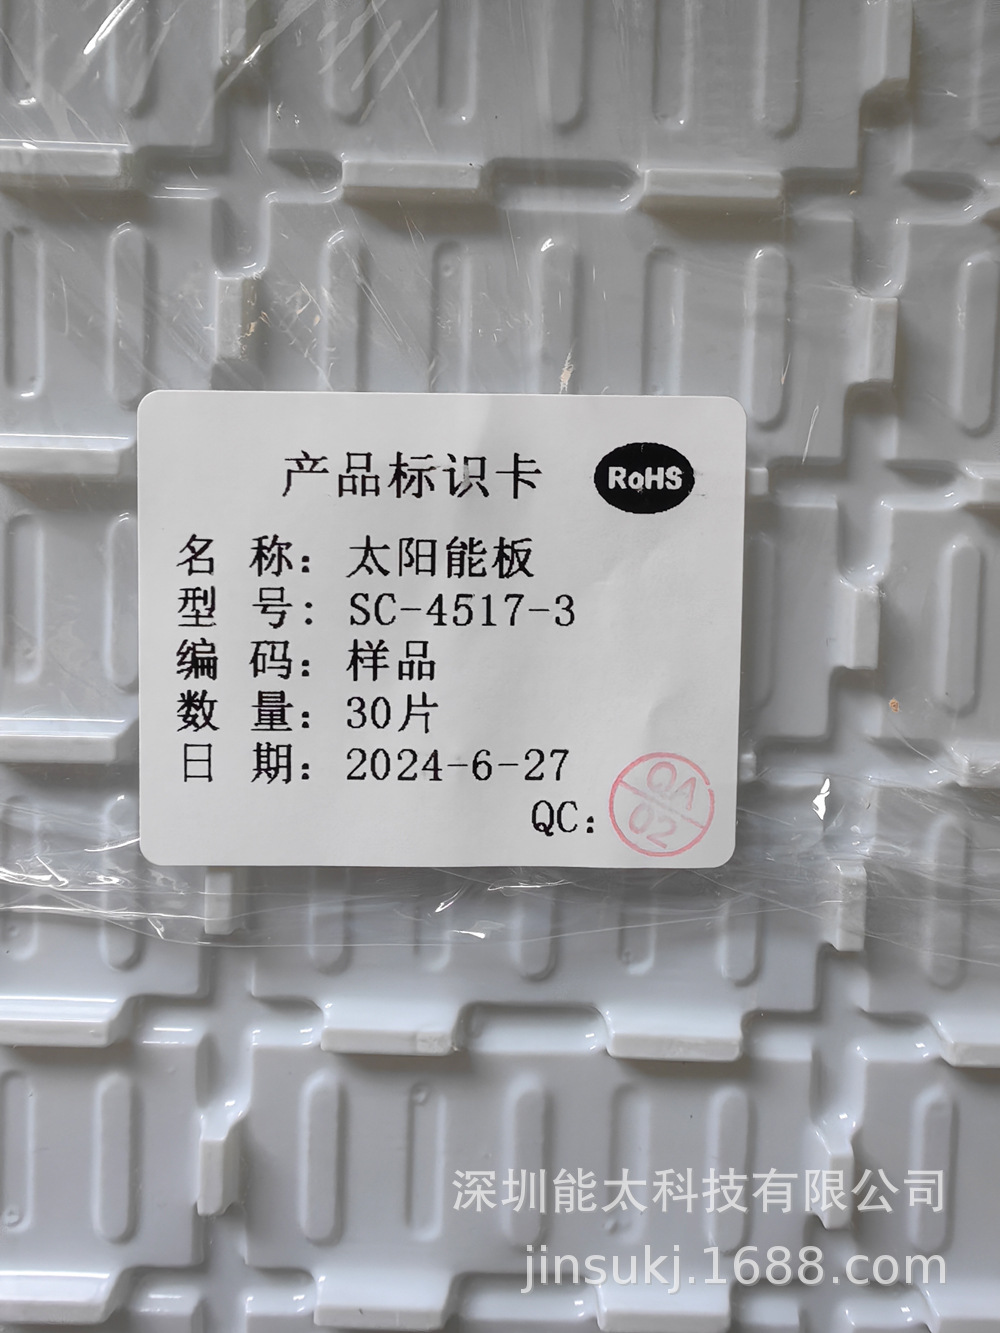 产品标识卡
RoHS
名 称：太阳能板
型 号：SC-4517-3
编 码：样品
数 量：30片
日 期：2024-6-27
QC：
QA
02
深圳能太科技有限公司
jinsukj.1688.com